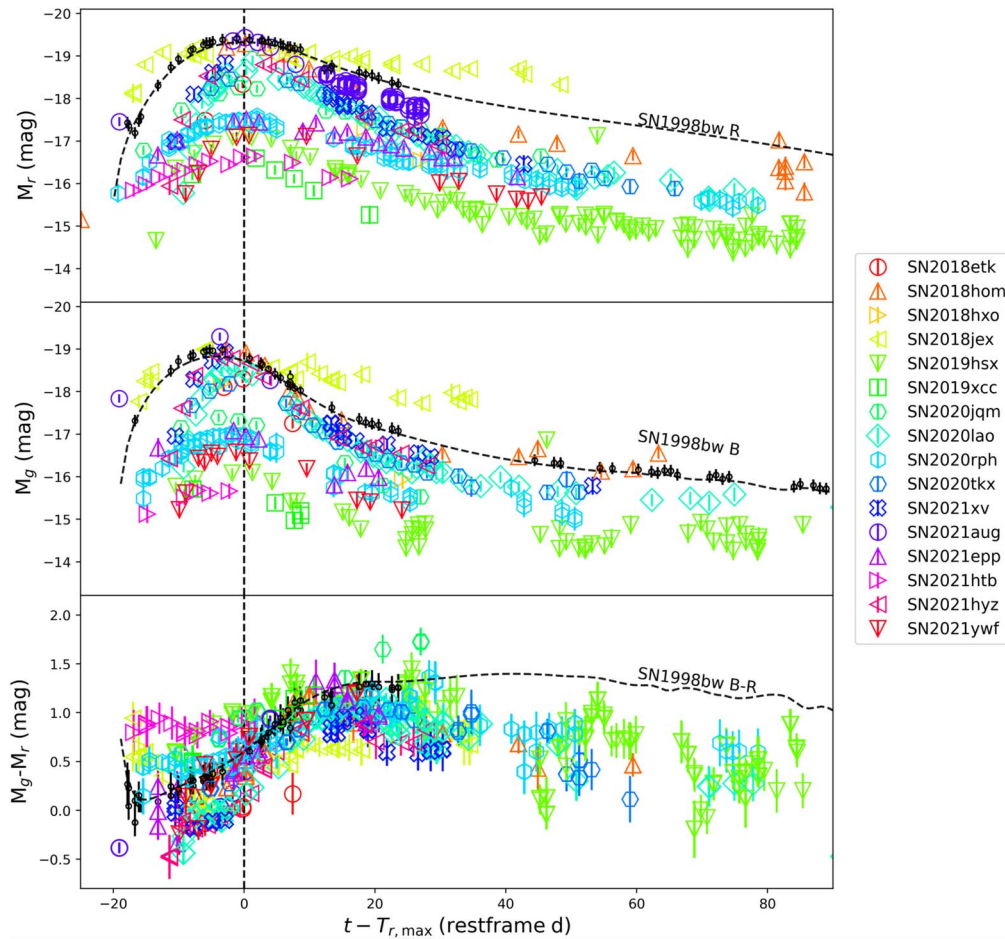 −20
−19
−18
−17
−16
−15
−14
M_r (mag)
SN1998bw R
−20
−19
−18
−17
−16
−15
−14
M_g (mag)
SN1998bw B
2.0
1.5
1.0
0.5
0.0
−0.5
M_g-M_r (mag)
SN1998bw B-R
−20
0
20
40
60
80
t − T_{r, max} (restframe d)
SN2018etk
SN2018hom
SN2018hxo
SN2018jex
SN2019hsx
SN2019xcc
SN2020jqm
SN2020lao
SN2020rph
SN2020tkx
SN2021xv
SN2021aug
SN2021epp
SN2021htb
SN2021hyz
SN2021ywf